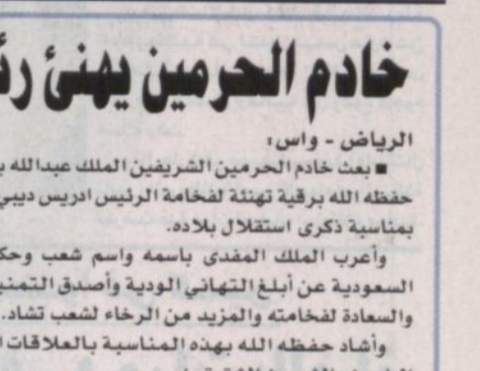 خادم الحرمين يهنئ
الرياض - واس:
■ بعث خادم الحرمين الشريفين الملك عبدالله
حفظه الله برقية تهنئة لفخامة الرئيس ادريس ديبي
بمناسبة ذكرى استقلال بلاده.
وأعرب الملك المفدى باسمه واسم شعب
السعودية عن أبلغ التهاني الودية وأصدق
والسعادة لفخامته والمزيد من الرخاء لشعب تشاد.
وأشاد حفظه الله بهذه المناسبة بالعلاقات